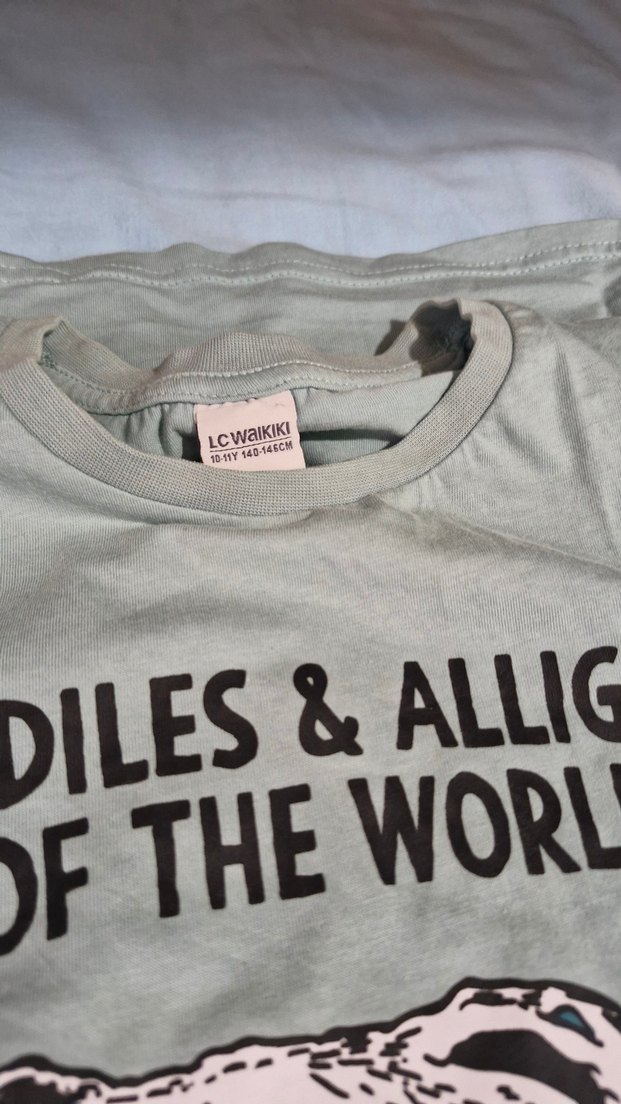 LC WAIKIKI
10-11Y 140-146CM
DILES & ALLIG
OF THE WORL